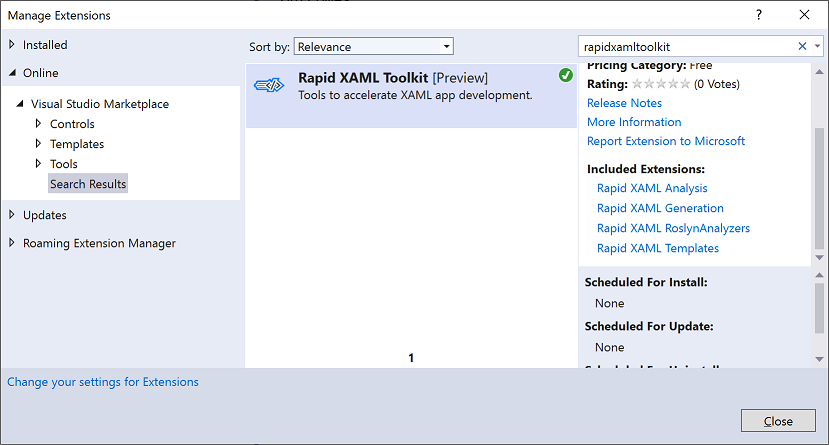 Manage Extensions
Installed
Online
Visual Studio Marketplace
Controls
Templates
Tools
Search Results
Updates
Roaming Extension Manager
Sort by: Relevance
Rapid XAML Toolkit [Preview]
Tools to accelerate XAML app development.
1
rapidxamltoolkit
Pricing Category: Free
Rating: (0 Votes)
Release Notes
More Information
Report Extension to Microsoft
Included Extensions:
Rapid XAML Analysis
Rapid XAML Generation
Rapid XAML RoslynAnalyzers
Rapid XAML Templates
Scheduled For Install:
None
Scheduled For Update:
None
Scheduled For Uninstall:
Change your settings for Extensions
Close